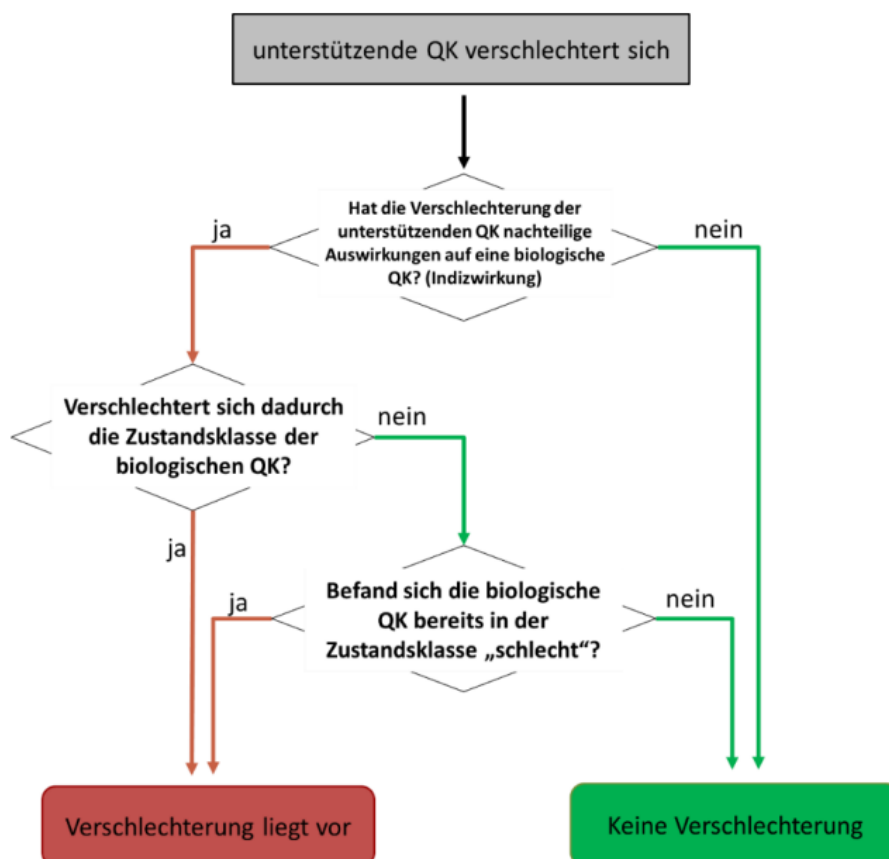 unterstützende QK verschlechtert sich
Hat die Verschlechterung der
unterstützenden QK nachteilige
Auswirkungen auf eine biologische
QK? (Indizwirkung)
ja
nein
Verschlechtert sich dadurch
die Zustandsklasse der
biologischen QK?
nein
ja
Befand sich die biologische
QK bereits in der
Zustandsklasse „schlecht“?
ja
nein
Verschlechterung liegt vor
Keine Verschlechterung